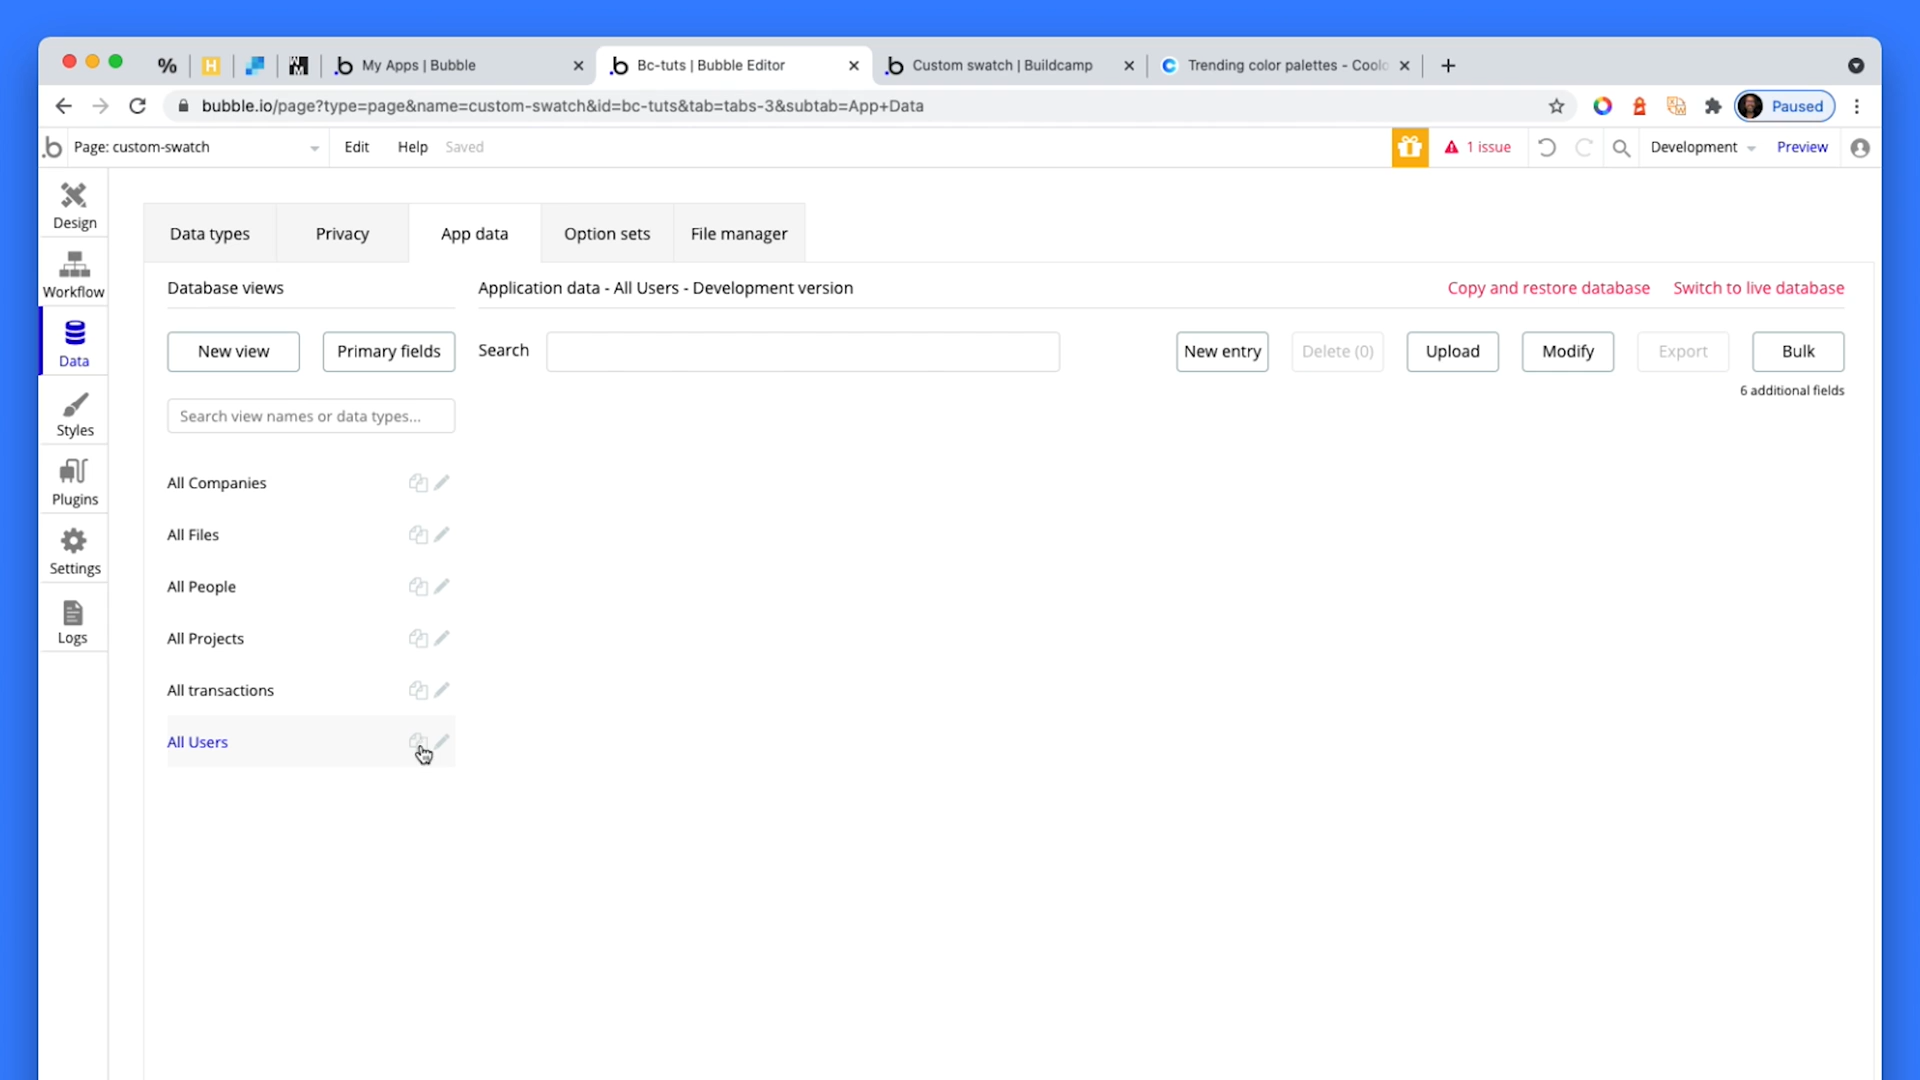 My Apps | Bubble
Bc-tuts | Bubble Editor
Custom swatch | Buildcamp
Trending color palettes - Coolo
bubble.io/page?type=page&name=custom-swatch&id=bc-tuts&tab=tabs-3&subtab=App+Data
Paused
Page: custom-swatch
Edit
Help
Saved
1 issue
Development
Preview
Design
Workflow
Data
Styles
Plugins
Settings
Logs
Data types
Privacy
App data
Option sets
File manager
Database views
Application data - All Users - Development version
Copy and restore database
Switch to live database
New view
Primary fields
Search
New entry
Delete (0)
Upload
Modify
Export
Bulk
6 additional fields
Search view names or data types...
All Companies
All Files
All People
All Projects
All transactions
All Users